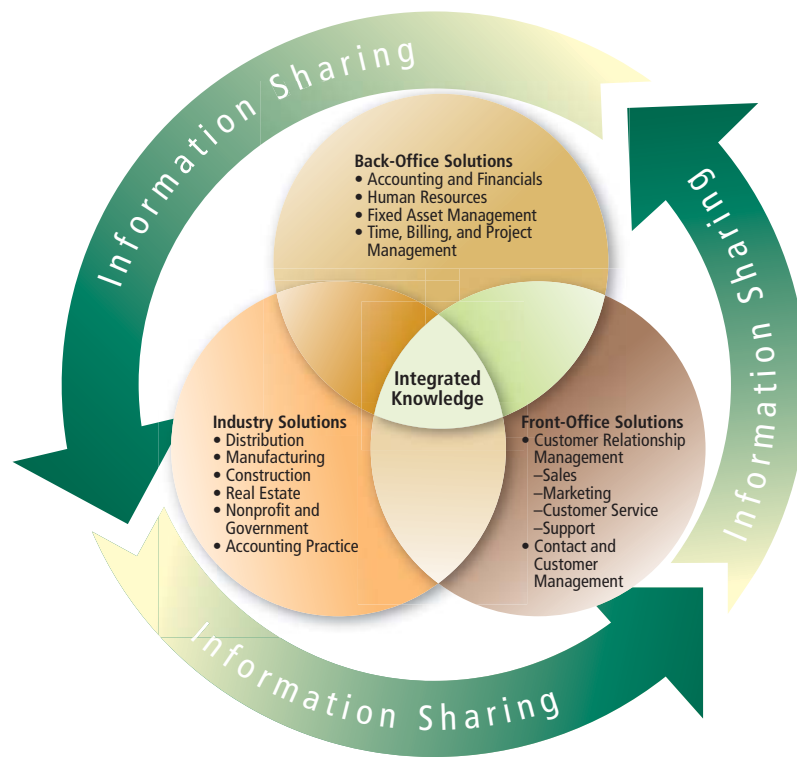 Information Sharing
Back-Office Solutions
• Accounting and Financials
• Human Resources
• Fixed Asset Management
• Time, Billing, and Project
Management
Integrated
Knowledge
Industry Solutions
• Distribution
• Manufacturing
• Construction
• Real Estate
• Nonprofit and
Government
• Accounting Practice
Front-Office Solutions
• Customer Relationship
Management
–Sales
–Marketing
–Customer Service
–Support
• Contact and
Customer
Management
Information Sharing
Information Sharing